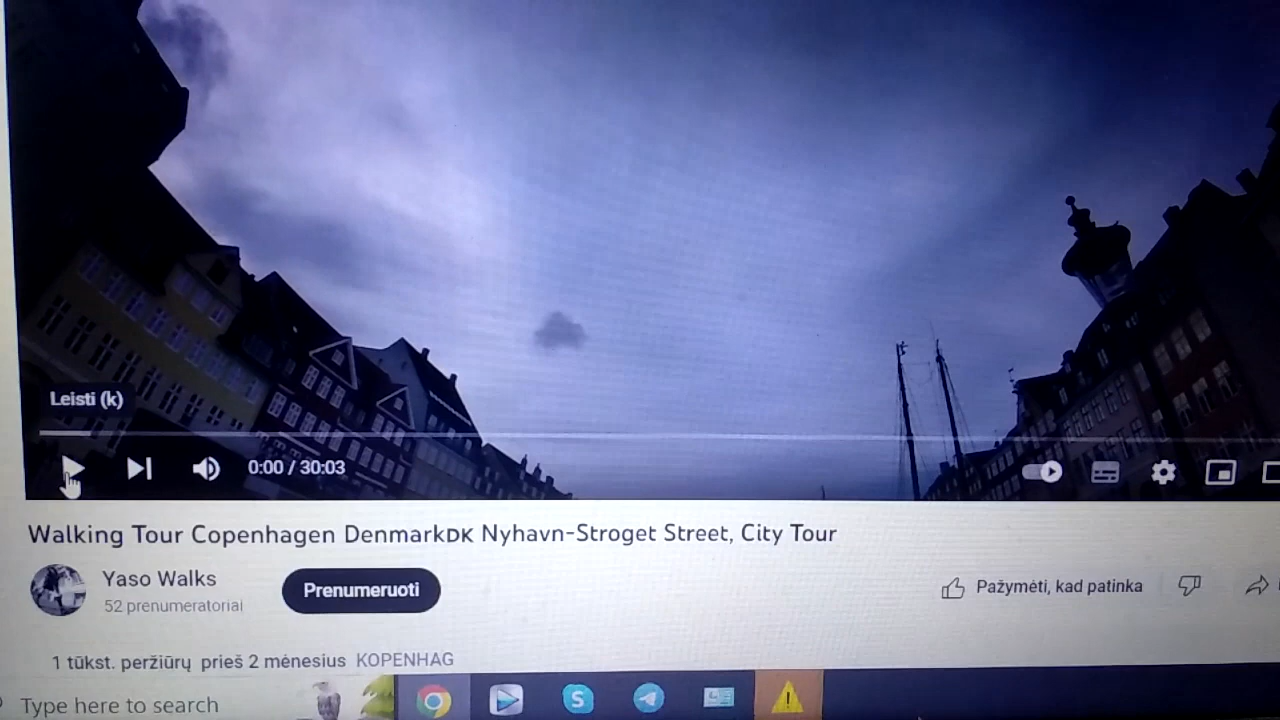 Leisti (k)
0:00 / 30:03
Walking Tour Copenhagen DenmarkDK Nyhavn-Stroget Street, City Tour
Yaso Walks
52 prenumeratoriai
Prenumeruoti
Pažymėti, kad patinka
1 tūkst. peržiūrų prieš 2 mėnesius KOPENHAG
Type here to search